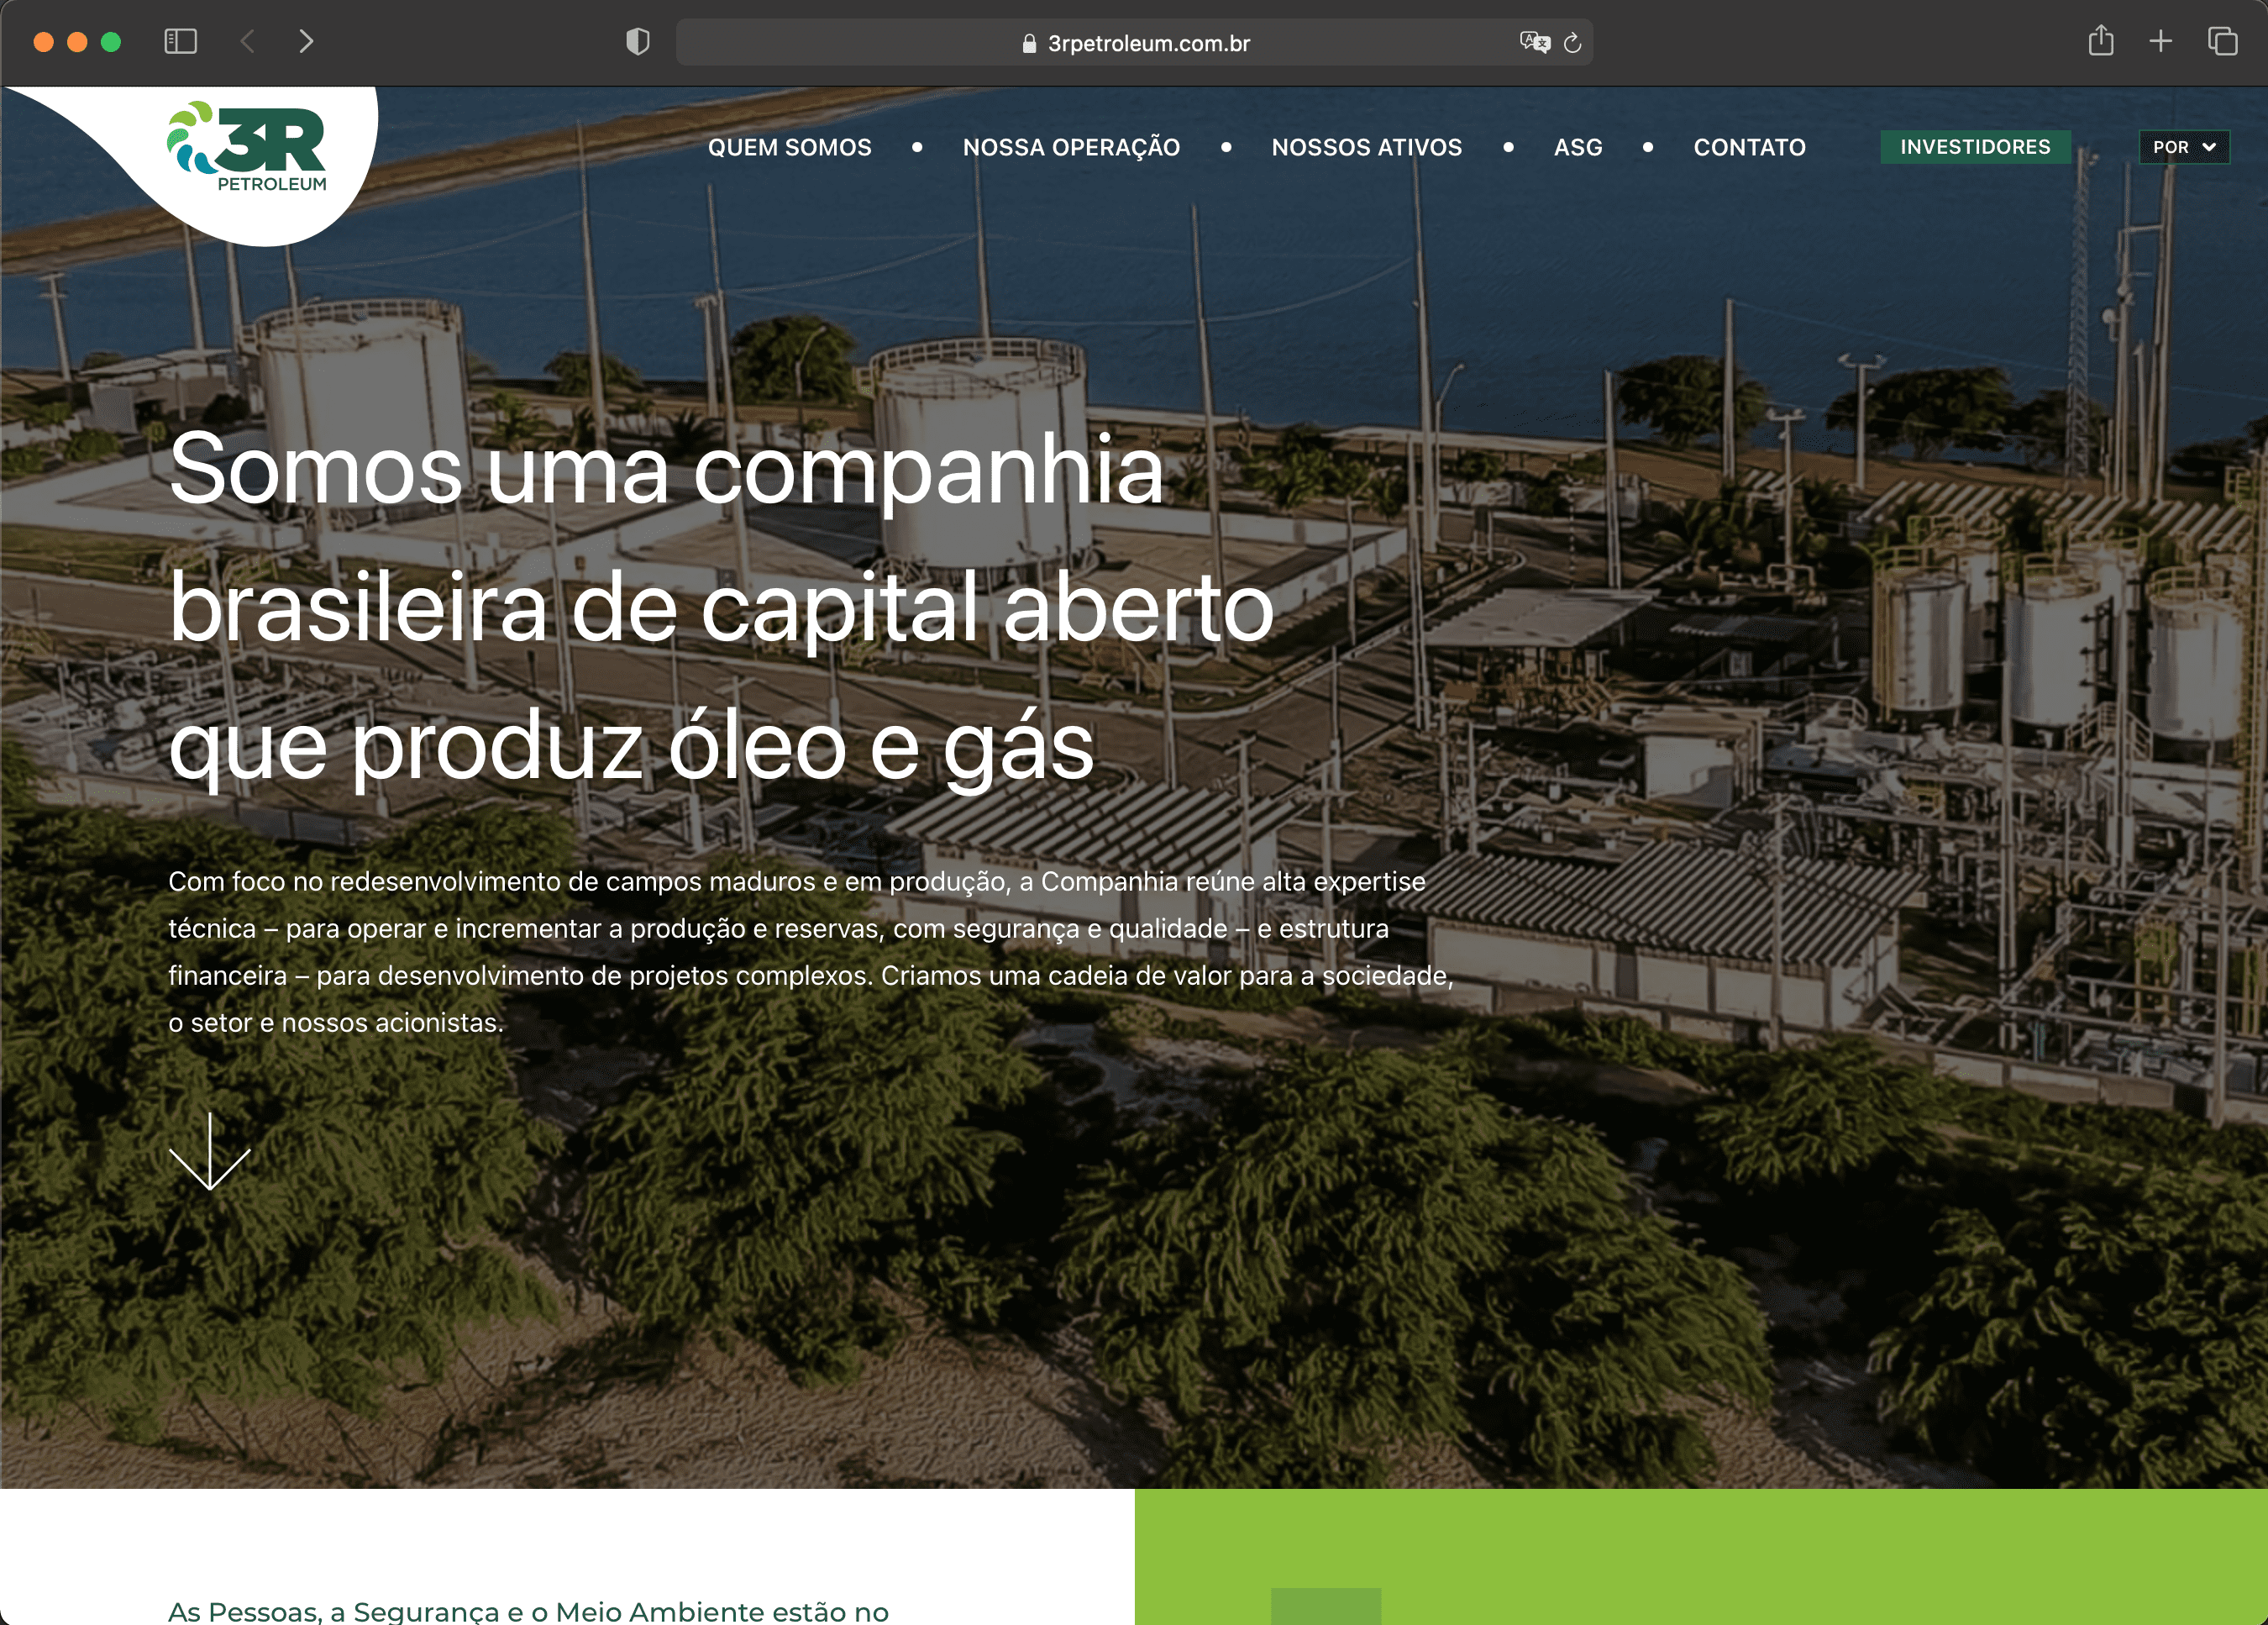 3rpetroleum.com.br
3R
PETROLEUM
QUEM SOMOS • NOSSA OPERAÇÃO • NOSSOS ATIVOS • ASG • CONTATO INVESTIDORES POR
Somos uma companhia
brasileira de capital aberto
que produz óleo e gás
Com foco no redesenvolvimento de campos maduros e em produção, a Companhia reúne alta expertise
técnica – para operar e incrementar a produção e reservas, com segurança e qualidade – e estrutura
financeira – para desenvolvimento de projetos complexos. Criamos uma cadeia de valor para a sociedade,
o setor e nossos acionistas.
As Pessoas, a Segurança e o Meio Ambiente estão no